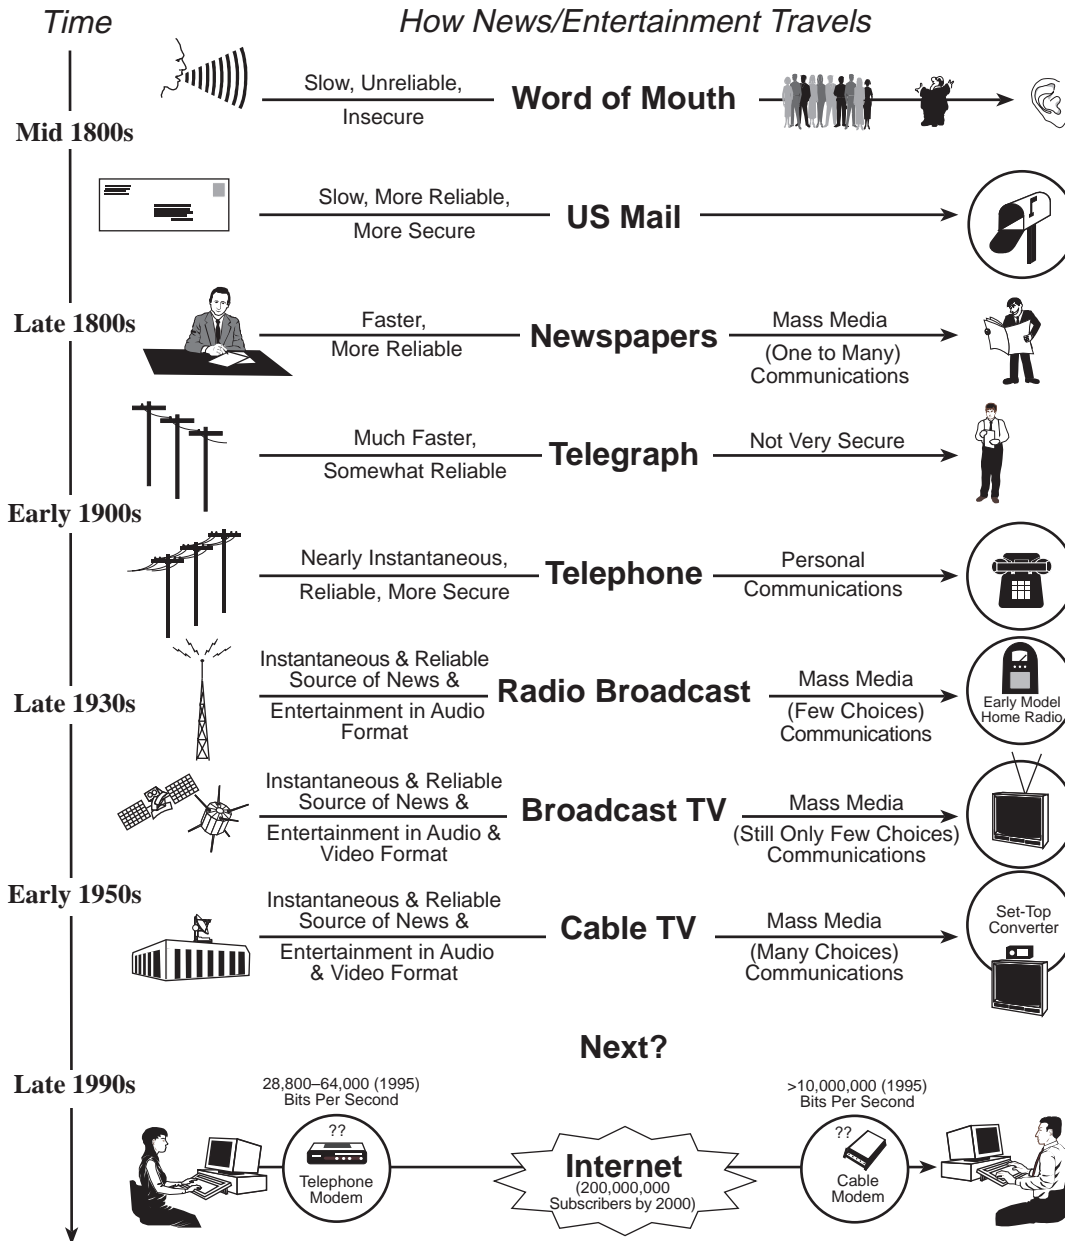 Time
How News/Entertainment Travels
Slow, Unreliable,
Insecure
Word of Mouth
Mid 1800s
Slow, More Reliable,
More Secure
US Mail
Late 1800s
Faster,
More Reliable
Newspapers
Mass Media
(One to Many)
Communications
Much Faster,
Somewhat Reliable
Telegraph
Not Very Secure
Early 1900s
Nearly Instantaneous,
Reliable, More Secure
Telephone
Personal
Communications
Late 1930s
Instantaneous & Reliable
Source of News &
Entertainment in Audio
Format
Radio Broadcast
Mass Media
(Few Choices)
Communications
Early Model
Home Radio
Instantaneous & Reliable
Source of News &
Entertainment in Audio &
Video Format
Broadcast TV
Mass Media
(Still Only Few Choices)
Communications
Early 1950s
Instantaneous & Reliable
Source of News &
Entertainment in Audio
& Video Format
Cable TV
Mass Media
(Many Choices)
Communications
Set-Top
Converter
Next?
Late 1990s
28,800–64,000 (1995)
Bits Per Second
??
Telephone
Modem
Internet
(200,000,000
Subscribers by 2000)
>10,000,000 (1995)
Bits Per Second
??
Cable
Modem